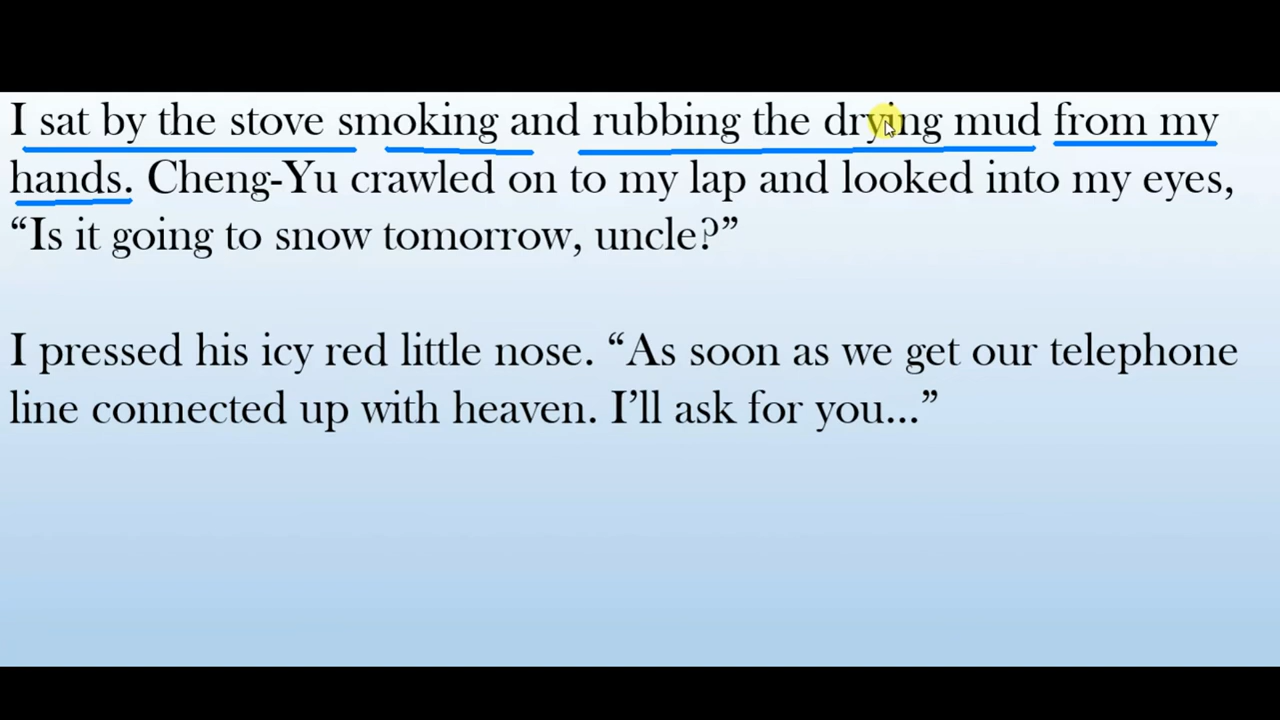 I sat by the stove smoking and rubbing the drying mud from my
hands. Cheng-Yu crawled on to my lap and looked into my eyes,
“Is it going to snow tomorrow, uncle?”
I pressed his icy red little nose. “As soon as we get our telephone
line connected up with heaven. I’ll ask for you...”